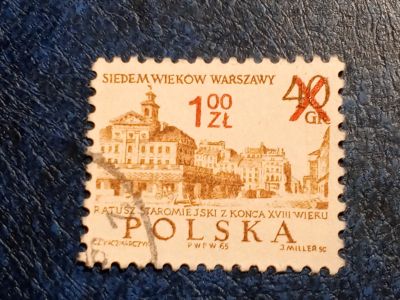 SIEDEM WIEKÓW WARSZAWY
1 00 ZŁ
40 GR
RATUSZ STAROMIEJSKI Z KOŃCA XVIII WIEKU
POLSKA
PWPW 65
J MILLER SC